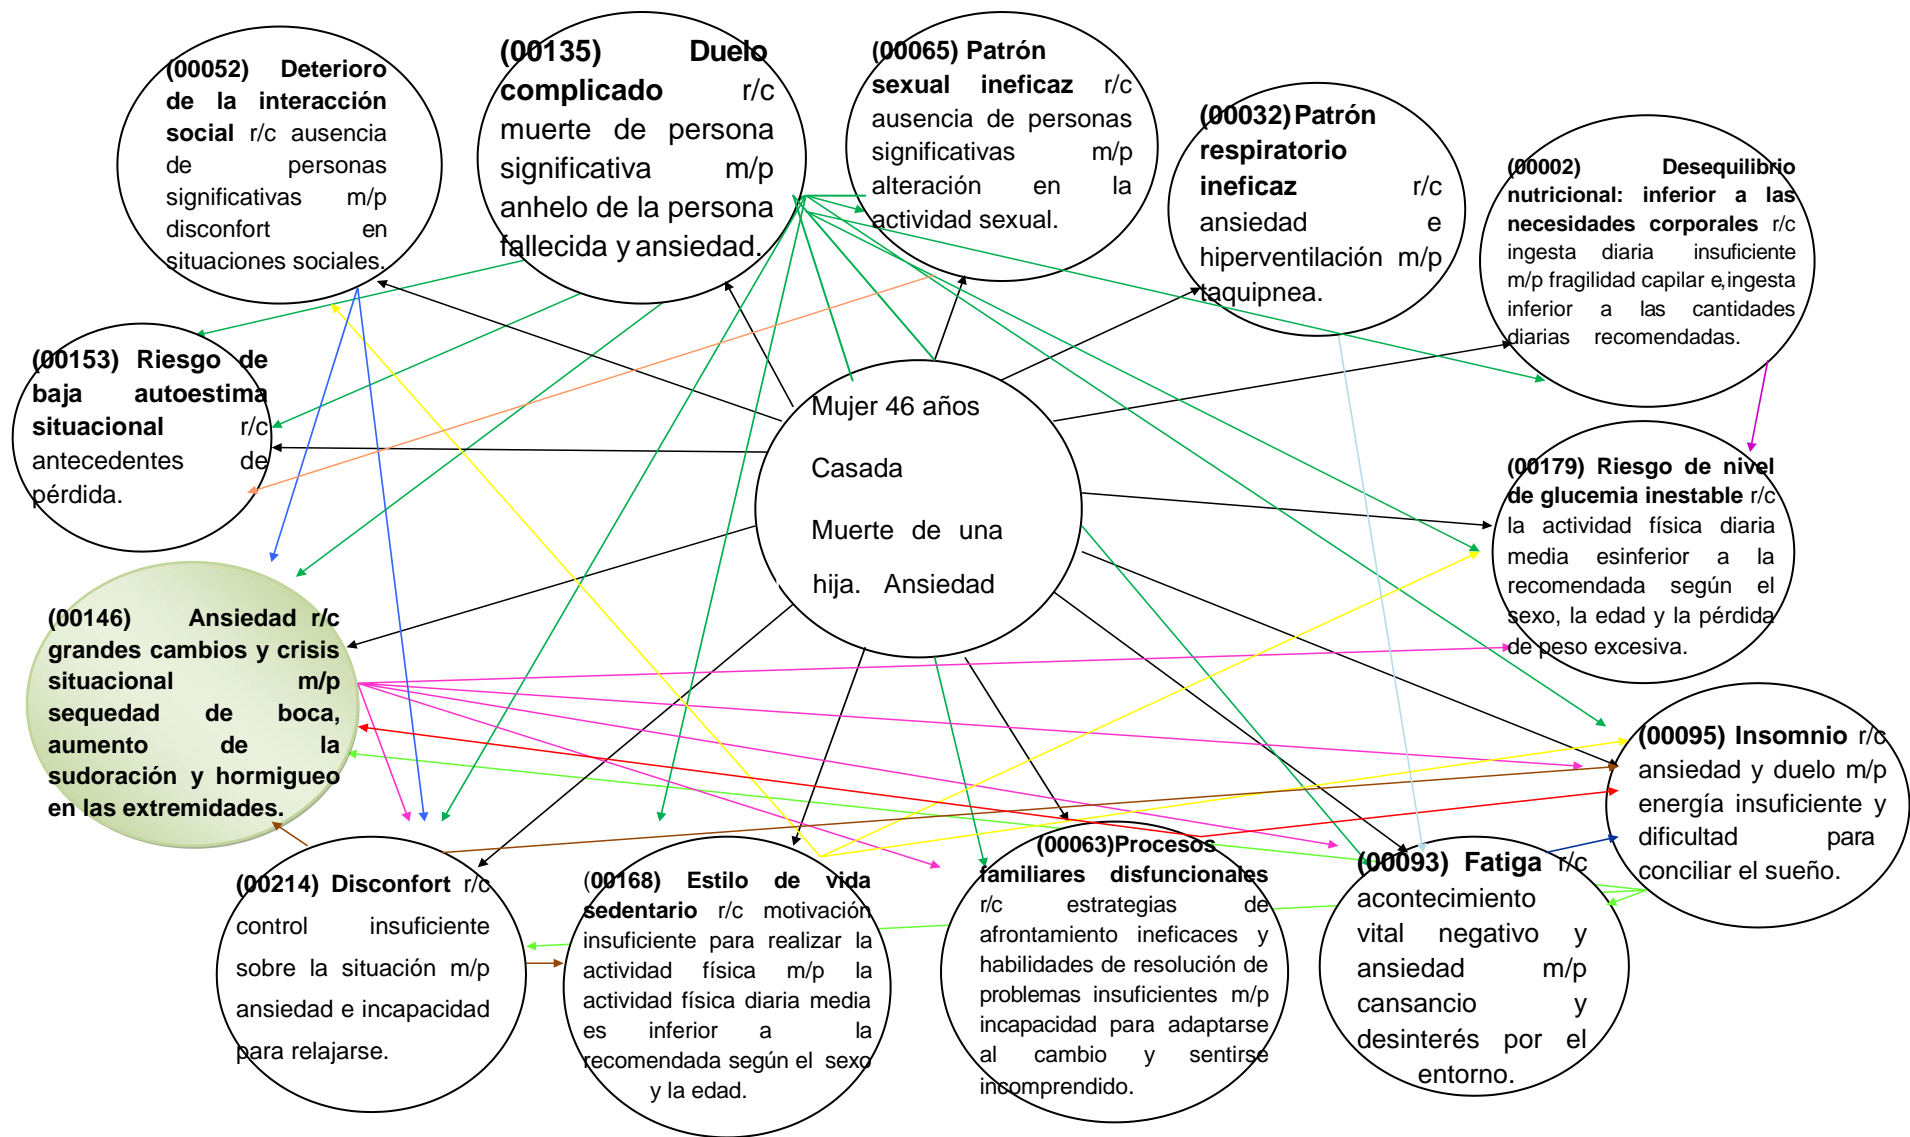 (00052) Deterioro
de la interacción
social r/c ausencia
de personas
significativas m/p
disconfort en
situaciones sociales.
(00135) Duelo
complicado r/c
muerte de persona
significativa m/p
anhelo de la persona
fallecida y ansiedad.
(00065) Patrón
sexual ineficaz r/c
ausencia de personas
significativas m/p
alteración en la
actividad sexual.
(00032) Patrón
respiratorio
ineficaz r/c
ansiedad e
hiperventilación m/p
taquipnea.
(00002) Desequilibrio
nutricional: inferior a las
necesidades corporales r/c
ingesta diaria insuficiente
m/p fragilidad capilar e,ingesta
inferior a las cantidades
diarias recomendadas.
(00153) Riesgo de
baja autoestima
situacional r/c
antecedentes de
pérdida.
Mujer 46 años
Casada
Muerte de una
hija. Ansiedad
(00179) Riesgo de nivel
de glucemia inestable r/c
la actividad física diaria
media esinferior a la
recomendada según el
sexo, la edad y la pérdida
de peso excesiva.
(00146) Ansiedad r/c
grandes cambios y crisis
situacional m/p
sequedad de boca,
aumento de la
sudoración y hormigueo
en las extremidades.
(00095) Insomnio r/c
ansiedad y duelo m/p
energía insuficiente y
dificultad para
conciliar el sueño.
(00214) Disconfort r/c
control insuficiente
sobre la situación m/p
ansiedad e incapacidad
para relajarse.
(00168) Estilo de vida
sedentario r/c motivación
insuficiente para realizar la
actividad física m/p la
actividad física diaria media
es inferior a la
recomendada según el sexo
y la edad.
(00063)Procesos
familiares disfuncionales
r/c estrategias de
afrontamiento ineficaces y
habilidades de resolución de
problemas insuficientes m/p
incapacidad para adaptarse
al cambio y sentirse
incomprendido.
(00093) Fatiga r/c
acontecimiento
vital negativo y
ansiedad m/p
cansancio y
desinterés por el
entorno.